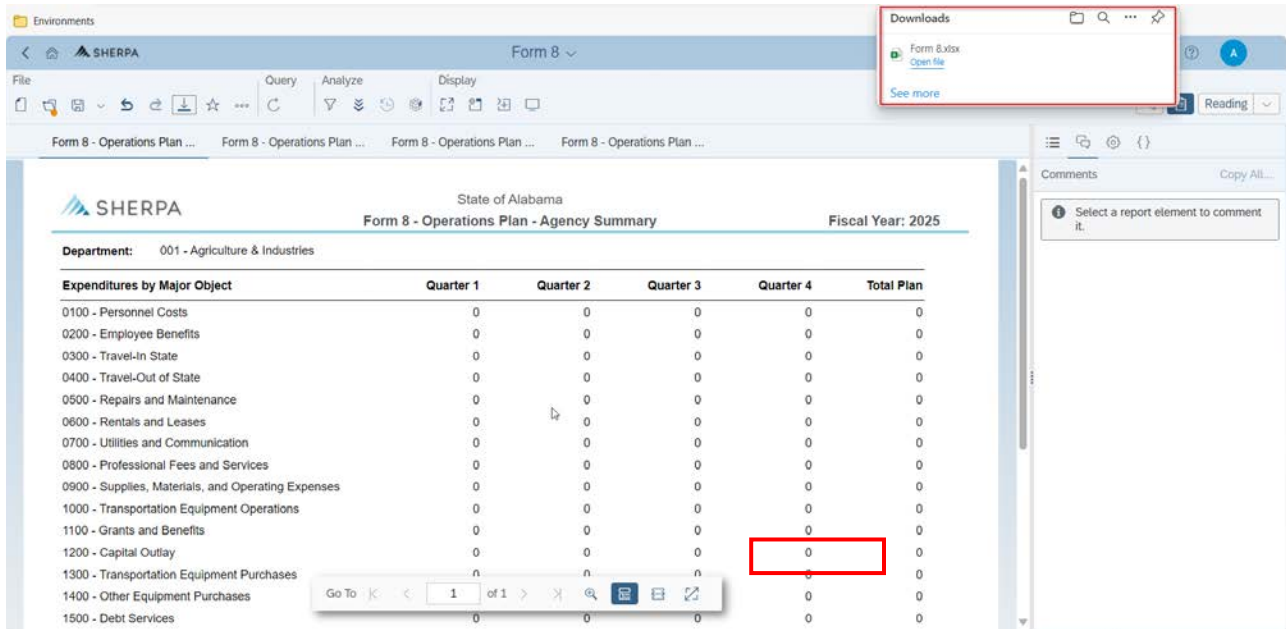 Environments
Downloads
Form 8.xlsx
Open file
See more
SHERPA
Form 8
A
File
Query
Analyze
Display
Reading
Form 8 - Operations Plan ...
Form 8 - Operations Plan ...
Form 8 - Operations Plan ...
Form 8 - Operations Plan ...
Comments
Copy All...
Select a report element to comment
it.
SHERPA
State of Alabama
Form 8 - Operations Plan - Agency Summary
Fiscal Year: 2025
Department: 001 - Agriculture & Industries
Expenditures by Major Object Quarter 1 Quarter 2 Quarter 3 Quarter 4 Total Plan
0100 - Personnel Costs 0 0 0 0 0
0200 - Employee Benefits 0 0 0 0 0
0300 - Travel-In State 0 0 0 0 0
0400 - Travel-Out of State 0 0 0 0 0
0500 - Repairs and Maintenance 0 0 0 0 0
0600 - Rentals and Leases 0 0 0 0 0
0700 - Utilities and Communication 0 0 0 0 0
0800 - Professional Fees and Services 0 0 0 0 0
0900 - Supplies, Materials, and Operating Expenses 0 0 0 0 0
1000 - Transportation Equipment Operations 0 0 0 0 0
1100 - Grants and Benefits 0 0 0 0 0
1200 - Capital Outlay 0 0 0 0 0
1300 - Transportation Equipment Purchases 0 0 0 0 0
1400 - Other Equipment Purchases 0 0
Go To 1 of 1
1500 - Debt Services 0 0 0 0 0